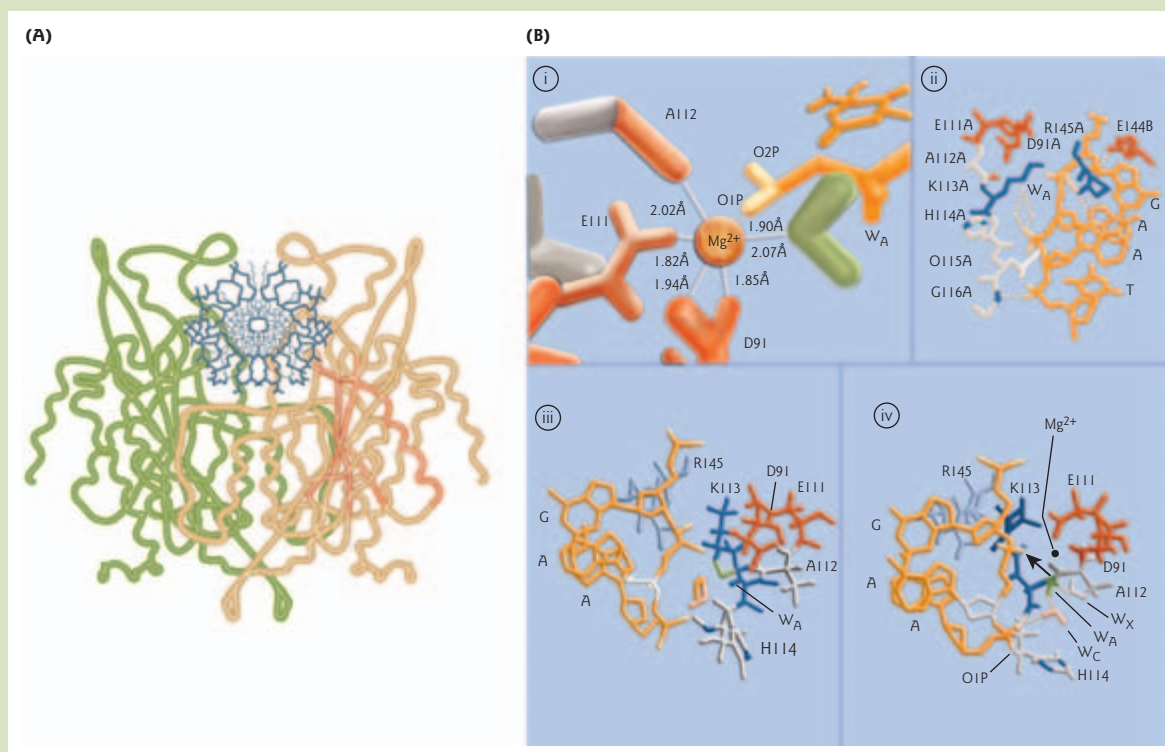 (A)
(B)
i
A112
O2P
O1P
E111
2.02Å
Mg2+
1.90Å
2.07Å
1.82Å
1.94Å
1.85Å
WA
D91
ii
E111A
R145A
E144B
D91A
A112A
K113A
WA
H114A
G
A
O115A
A
G116A
T
iii
R145
K113
D91
E111
G
A
A112
WA
H114
iv
Mg2+
R145
K113
E111
G
D91
A
A112
WX
A
WA
WC
O1P
H114